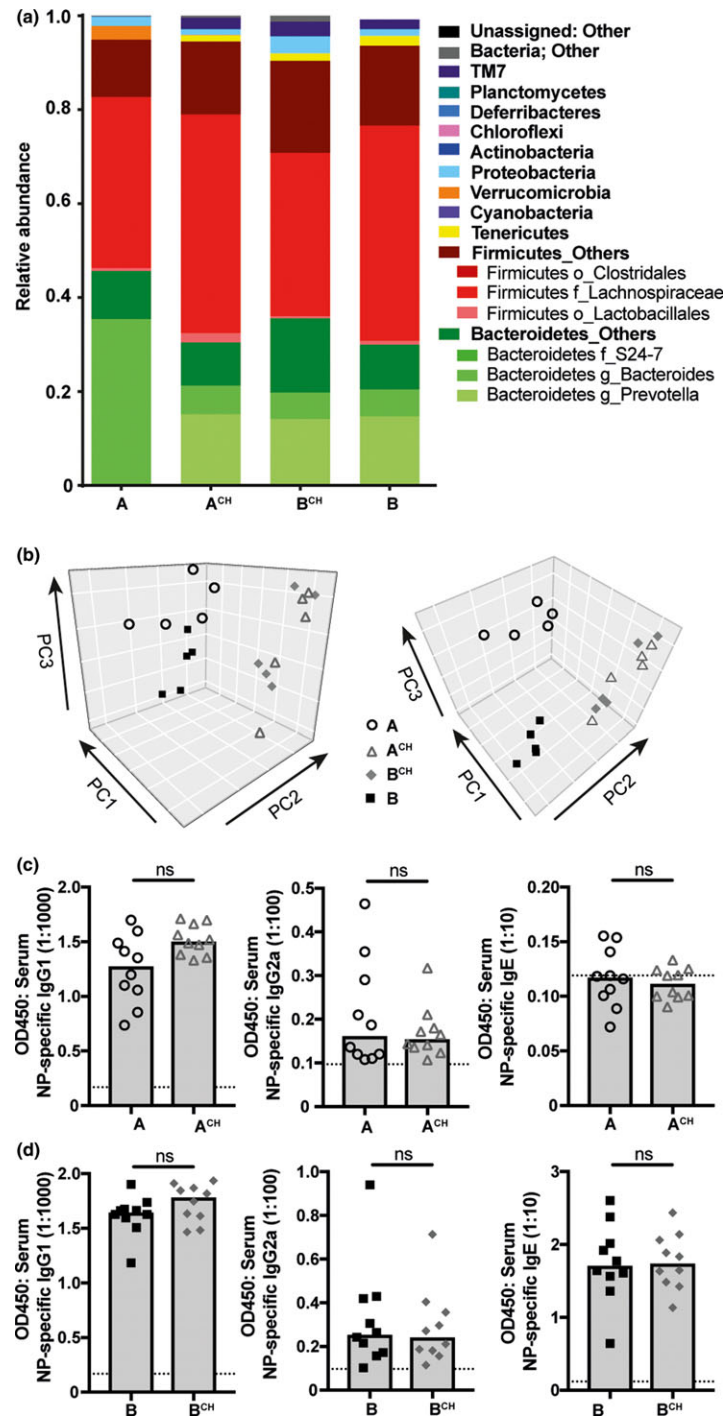 (a)
Relative abundance
1.0
0.8
0.6
0.4
0.2
0
A
A^CH
B^CH
B
Unassigned: Other
Bacteria; Other
TM7
Planctomycetes
Deferribacteres
Chloroflexi
Actinobacteria
Proteobacteria
Verrucomicrobia
Cyanobacteria
Tenericutes
Firmicutes_Others
Firmicutes o_Clostridales
Firmicutes f_Lachnospiraceae
Firmicutes o_Lactobacillales
Bacteroidetes_Others
Bacteroidetes f_S24-7
Bacteroidetes g_Bacteroides
Bacteroidetes g_Prevotella
(b)
PC3
PC1
PC2
A
A^CH
B^CH
B
PC3
PC1
PC2
(c)
OD450: Serum
NP-specific IgG1 (1:1000)
2.0
1.5
1.0
0.5
0
ns
A
A^CH
OD450: Serum
NP-specific IgG2a (1:100)
0.5
0.4
0.3
0.2
0.1
0
ns
A
A^CH
OD450: Serum
NP-specific IgE (1:10)
0.20
0.15
0.10
0.05
0
ns
A
A^CH
(d)
OD450: Serum
NP-specific IgG1 (1:1000)
2.0
1.5
1.0
0.5
0
ns
B
B^CH
OD450: Serum
NP-specific IgG2a (1:100)
1.0
0.8
0.6
0.4
0.2
0
ns
B
B^CH
OD450: Serum
NP-specific IgE (1:10)
3
2
1
0
ns
B
B^CH